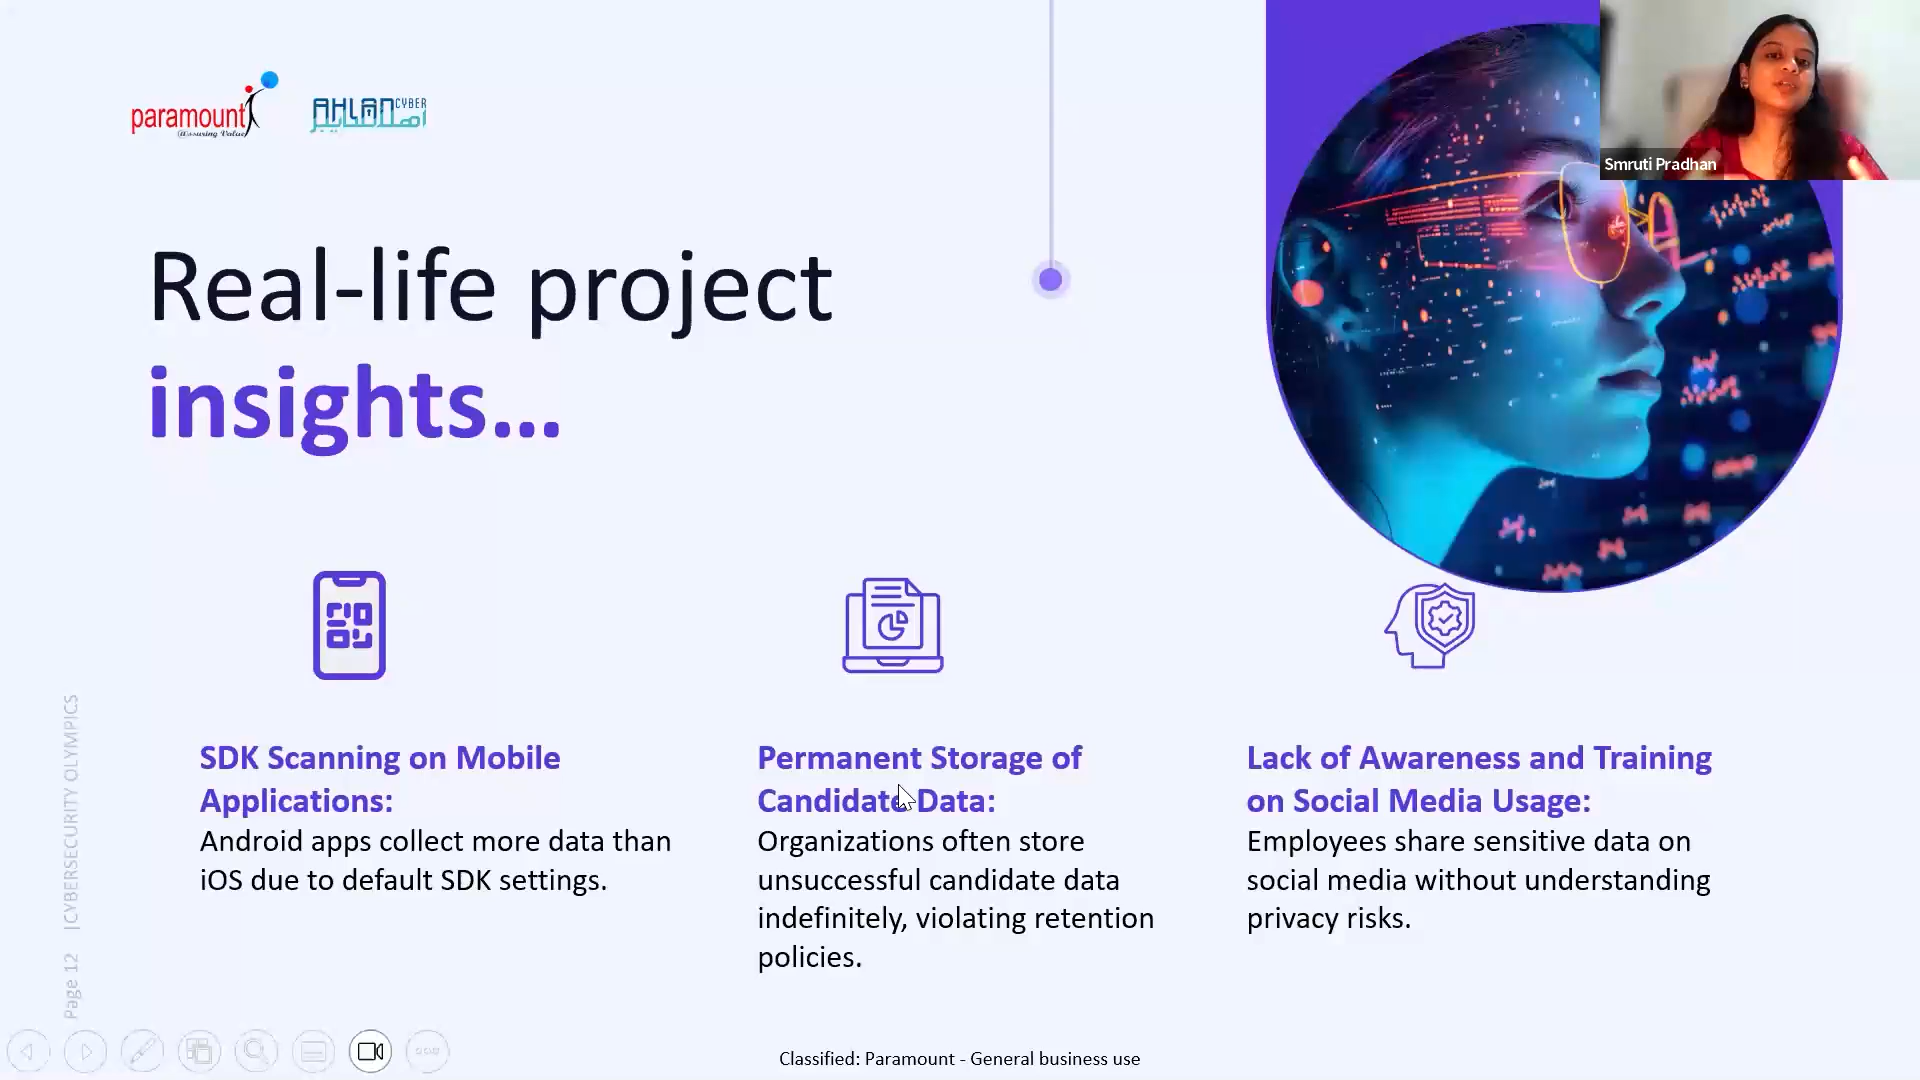 paramount
Assuring Value
AHLAN CYBER
أهلا سايبر
Smruti Pradhan
Real-life project
insights...
SDK Scanning on Mobile
Applications:
Android apps collect more data than
iOS due to default SDK settings.
Permanent Storage of
Candidate Data:
Organizations often store
unsuccessful candidate data
indefinitely, violating retention
policies.
Lack of Awareness and Training
on Social Media Usage:
Employees share sensitive data on
social media without understanding
privacy risks.
Page 12 |CYBERSECURITY OLYMPICS
Classified: Paramount - General business use